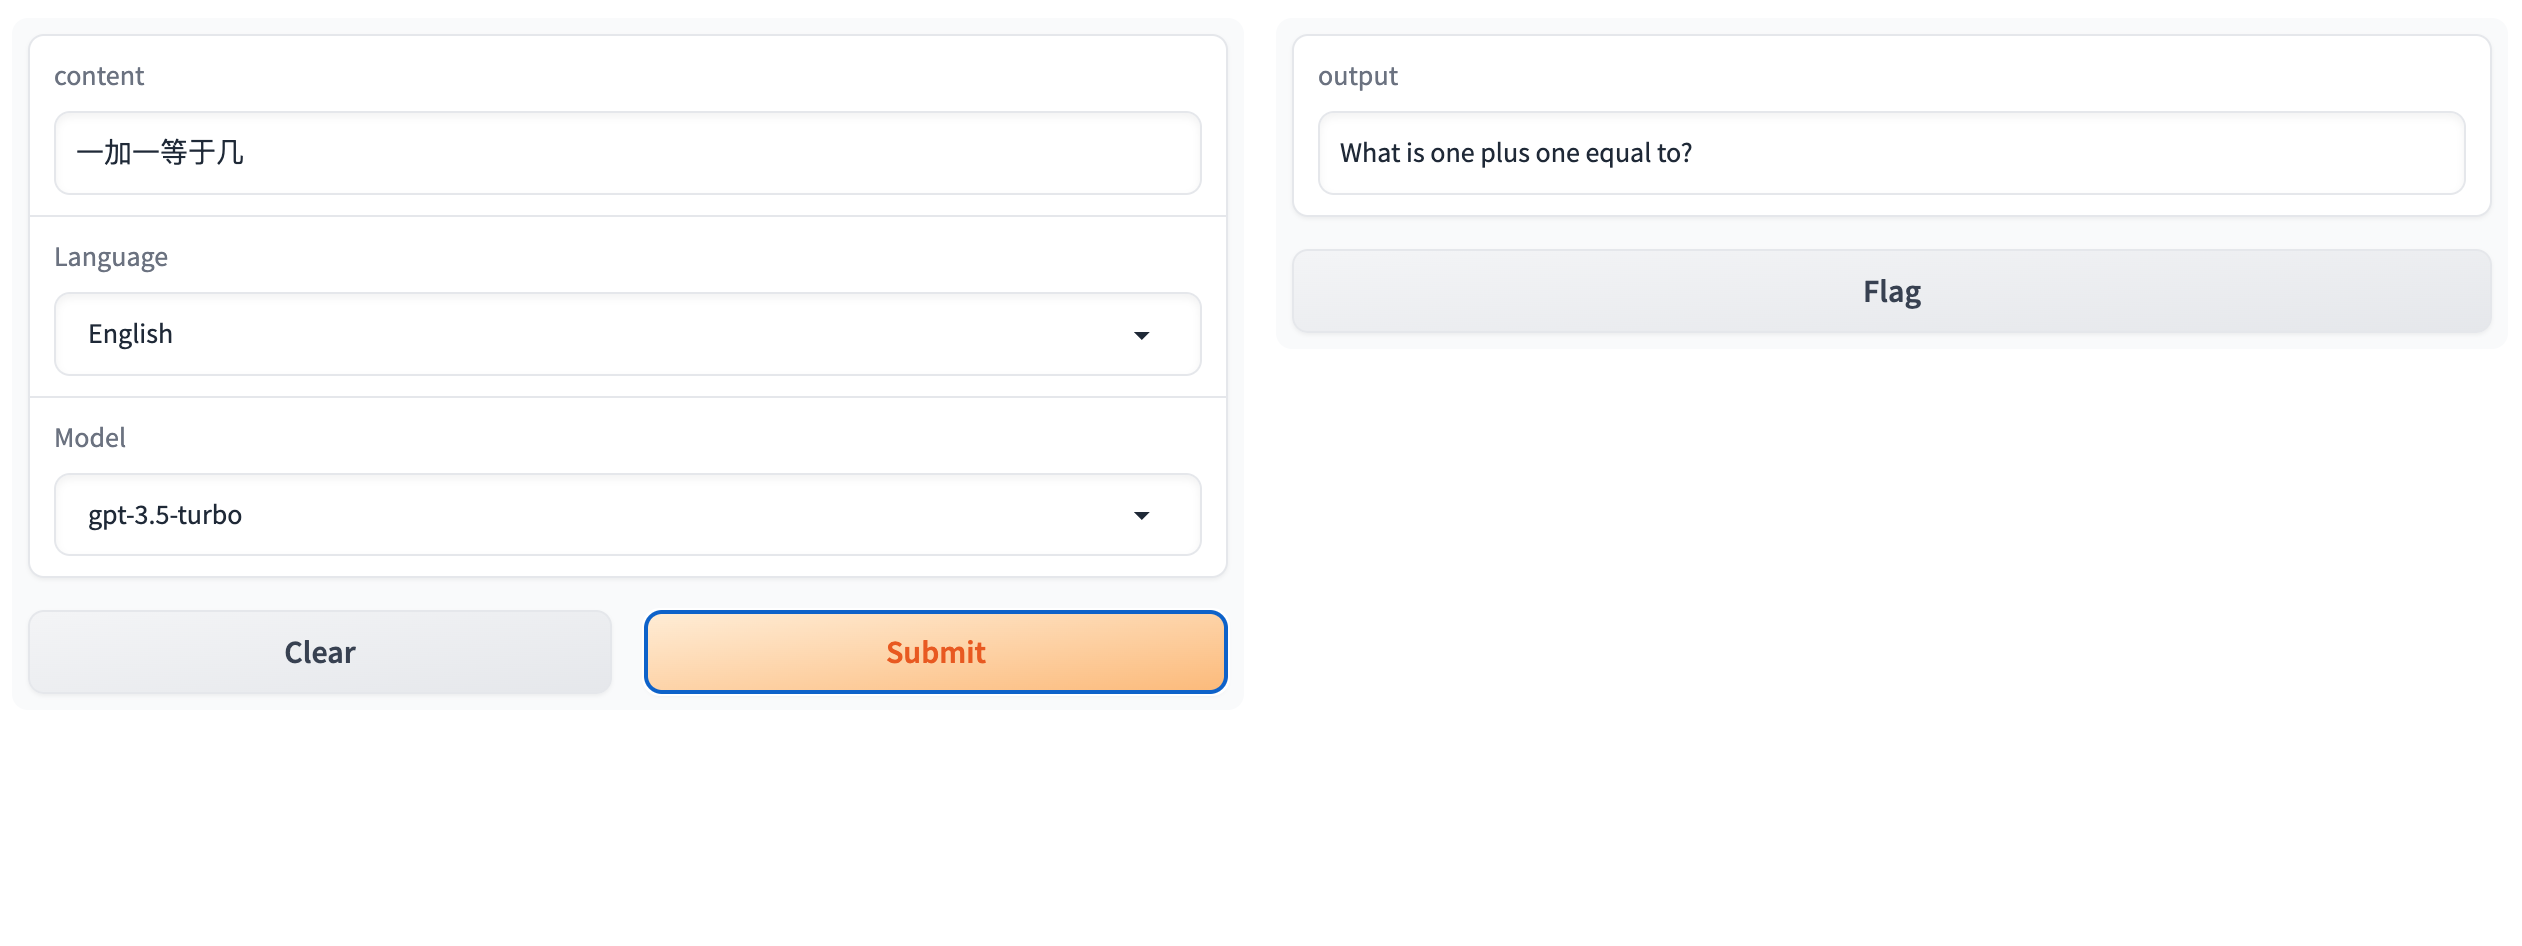 content
一加一等于几
Language
English
Model
gpt-3.5-turbo
Clear
Submit
output
What is one plus one equal to?
Flag